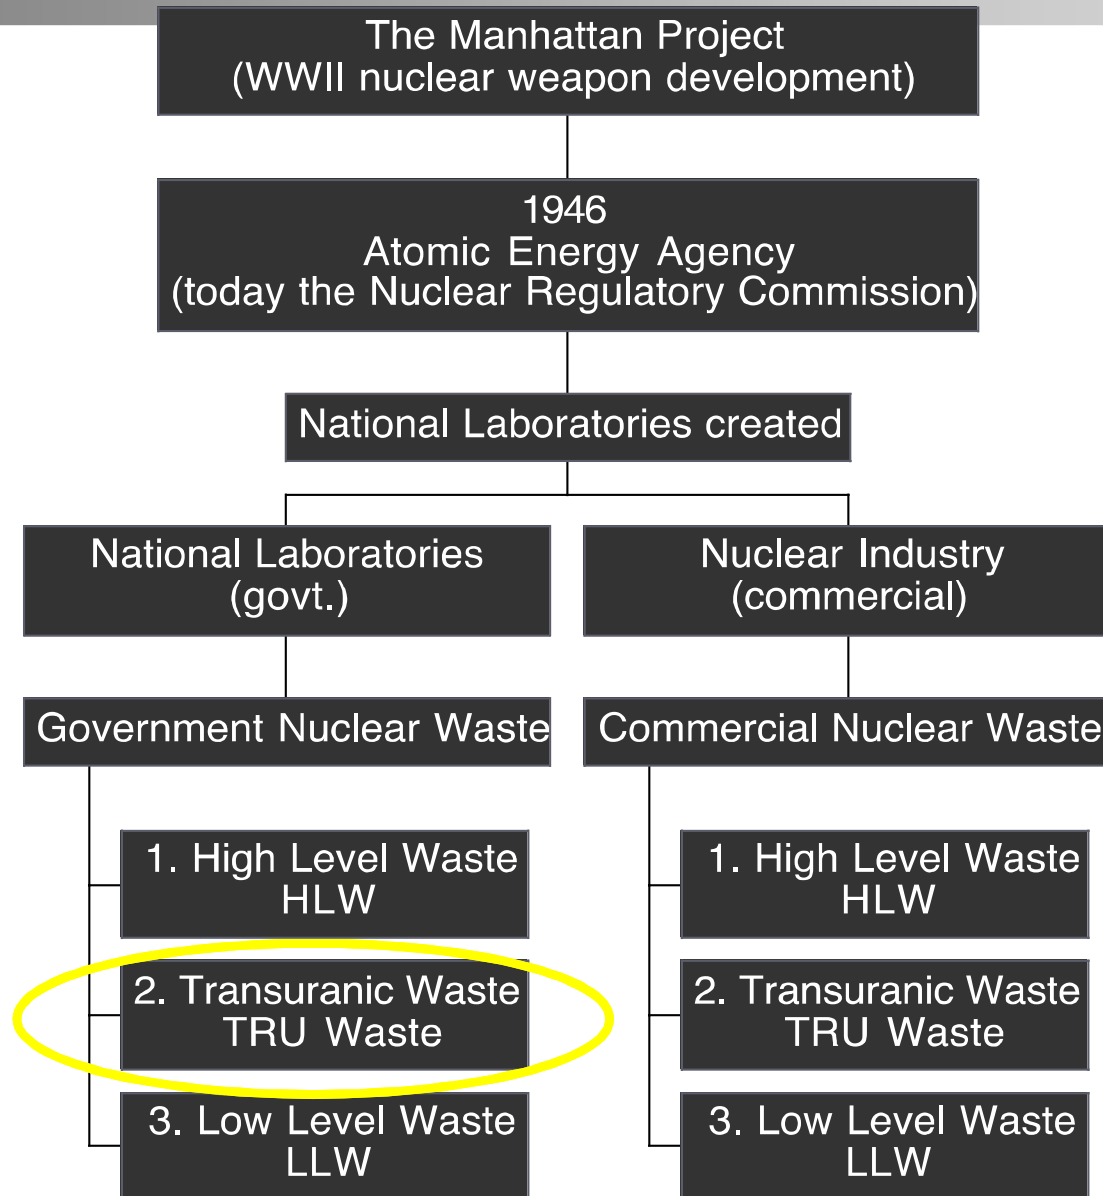 The Manhattan Project
(WWII nuclear weapon development)
1946
Atomic Energy Agency
(today the Nuclear Regulatory Commission)
National Laboratories created
National Laboratories
(govt.)
Nuclear Industry
(commercial)
Government Nuclear Waste
Commercial Nuclear Waste
1. High Level Waste
HLW
2. Transuranic Waste
TRU Waste
3. Low Level Waste
LLW
1. High Level Waste
HLW
2. Transuranic Waste
TRU Waste
3. Low Level Waste
LLW